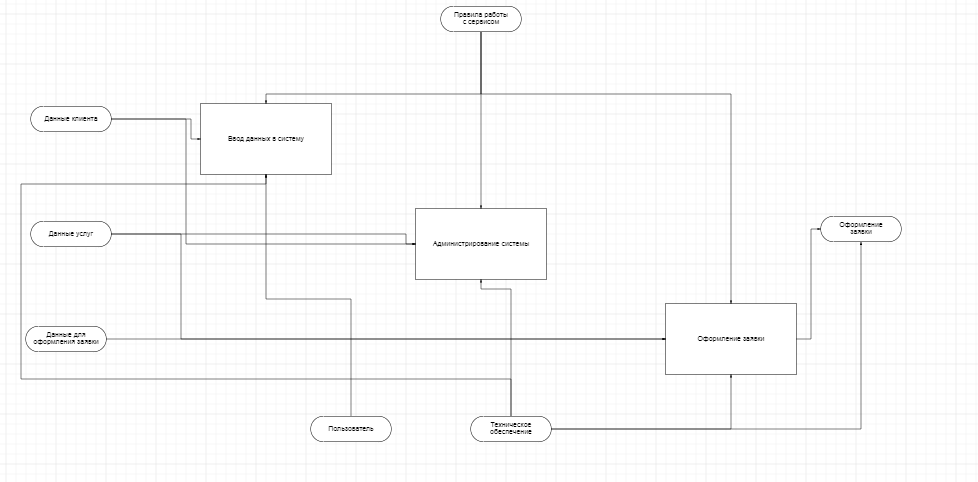 Правила работы
с сервисом
Данные клиента
Ввод данных в систему
Данные услуг
Администрирование системы
Оформление
заявки
Данные для
оформления заявки
Оформление заявки
Пользователь
Техническое
обеспечение